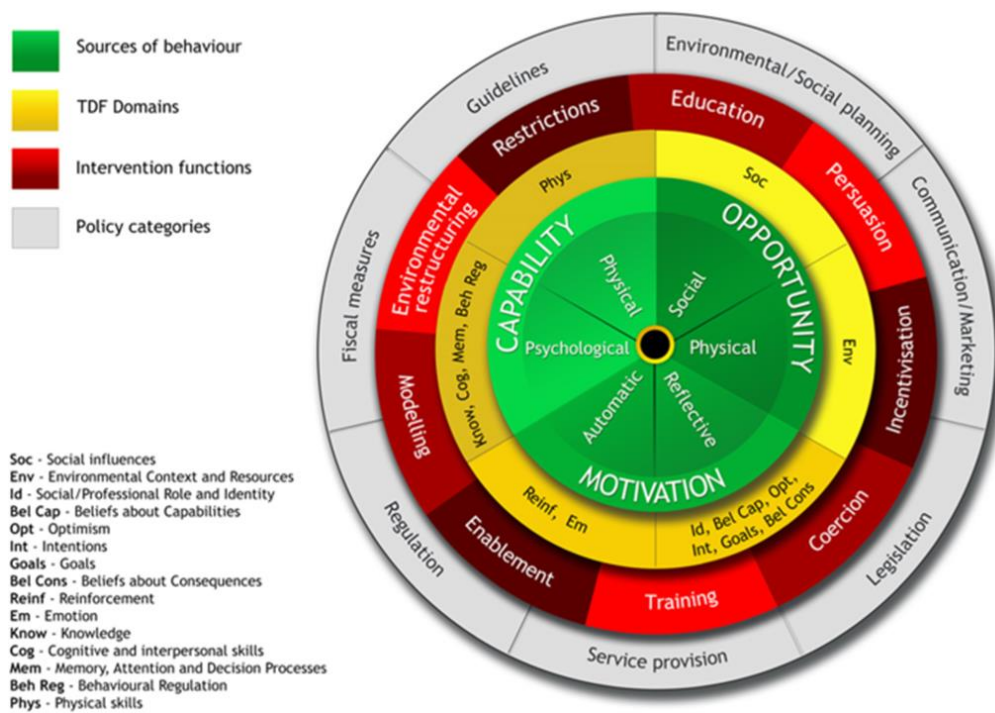 Sources of behaviour
TDF Domains
Intervention functions
Policy categories
Soc - Social influences
Env - Environmental Context and Resources
Id - Social/Professional Role and Identity
Bel Cap - Beliefs about Capabilities
Opt - Optimism
Int - Intentions
Goals - Goals
Bel Cons - Beliefs about Consequences
Reinf - Reinforcement
Em - Emotion
Know - Knowledge
Cog - Cognitive and interpersonal skills
Mem - Memory, Attention and Decision Processes
Beh Reg - Behavioural Regulation
Phys - Physical skills
Guidelines
Environmental/Social planning
Communication/Marketing
Legislation
Service provision
Regulation
Fiscal measures
Restrictions
Education
Persuasion
Incentivisation
Coercion
Training
Enablement
Modelling
Environmental
restructuring
Phys
Soc
Env
Id, Bel Cap, Opt,
Int, Goals, Bel Cons
Reinf, Em
Know, Cog, Mem, Beh Reg
CAPABILITY
OPPORTUNITY
MOTIVATION
Physical
Social
Physical
Reflective
Automatic
Psychological